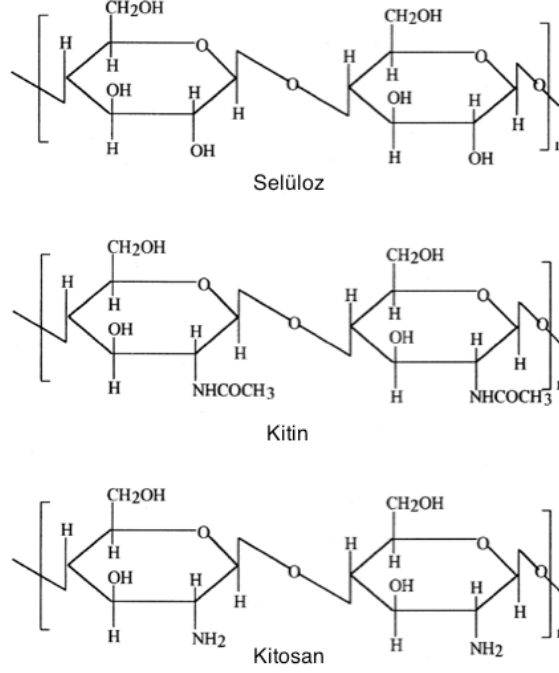 CH2OH CH2OH
H O H O
H H
OH H O OH H O
H H
H OH H OH n
Selüloz
CH2OH CH2OH
H O H O
H H
OH H O OH H O
H H
H NHCOCH3 H NHCOCH3 n
Kitin
CH2OH CH2OH
H O H O
H H
OH H O OH H O
H H
H NH2 H NH2 n
Kitosan